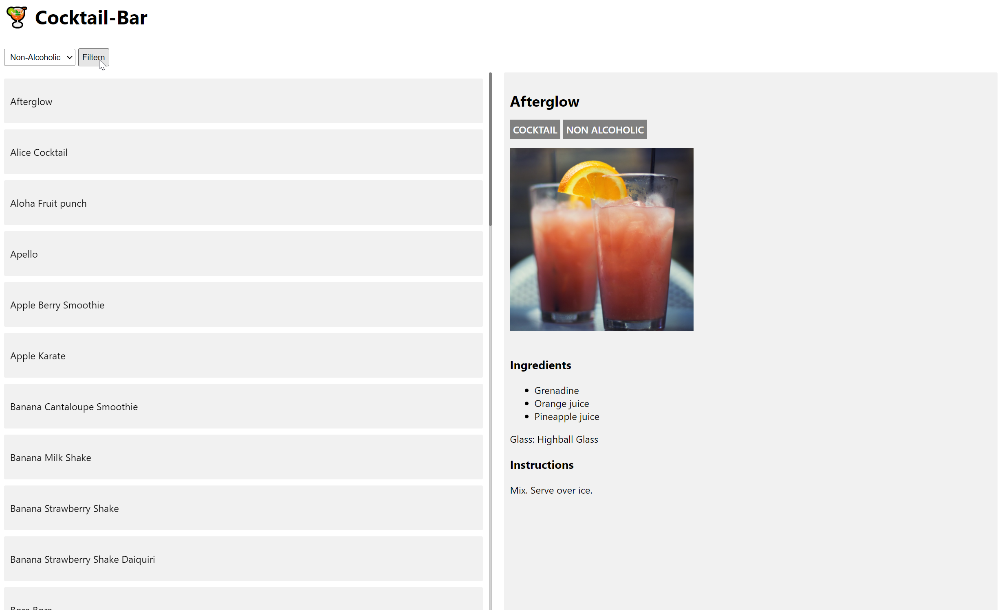 Cocktail-Bar
Non-Alcoholic
Filtern
Afterglow
Alice Cocktail
Aloha Fruit punch
Apello
Apple Berry Smoothie
Apple Karate
Banana Cantaloupe Smoothie
Banana Milk Shake
Banana Strawberry Shake
Banana Strawberry Shake Daiquiri
Bora Bora
Afterglow
COCKTAIL NON ALCOHOLIC
Ingredients
• Grenadine
• Orange juice
• Pineapple juice
Glass: Highball Glass
Instructions
Mix. Serve over ice.